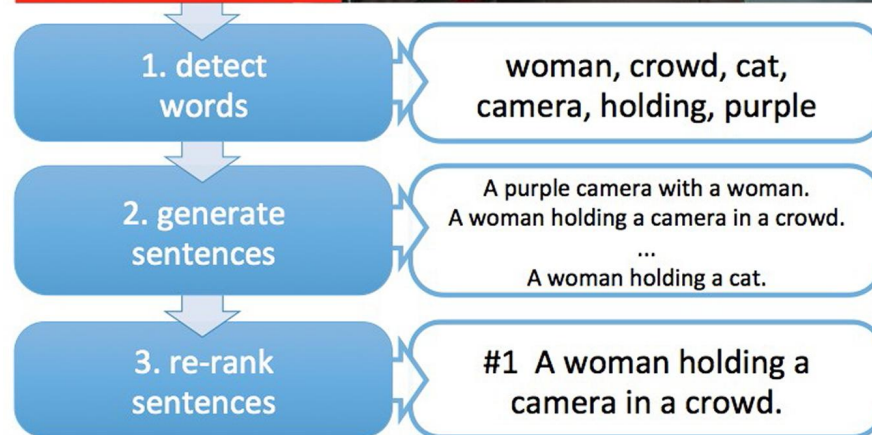 1. detect
words
woman, crowd, cat,
camera, holding, purple
2. generate
sentences
A purple camera with a woman.
A woman holding a camera in a crowd.
...
A woman holding a cat.
3. re-rank
sentences
#1 A woman holding a
camera in a crowd.